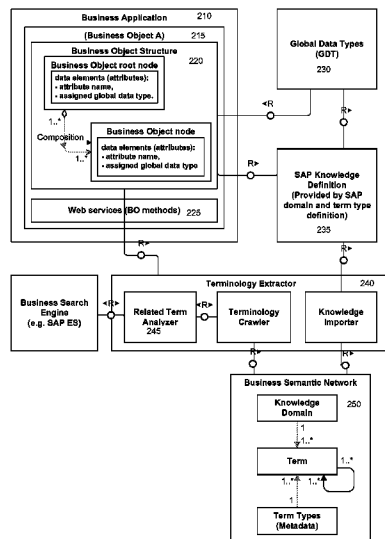 Business Application 210
(Business Object A) 215
Business Object Structure 220
Business Object root node
data elements (attributes):
- attribute name,
- assigned global data type.
1..*
Composition
1..*
Business Object node
data elements (attributes):
- attribute name,
- assigned global data type
Web services (BO methods) 225
Global Data Types
(GDT)
230
R
R
R
SAP Knowledge
Definition
(Provided by SAP
domain and term type
definition)
235
R
R
Terminology Extractor 240
Business Search
Engine
(e.g. SAP ES)
R
Related Term
Analyzer
245
R
Terminology
Crawler
Knowledge
Importer
R
R
Business Semantic Network
250
Knowledge
Domain
1
1..*
Term
1..*
1..*
1..*
1
Term Types
(Metadata)